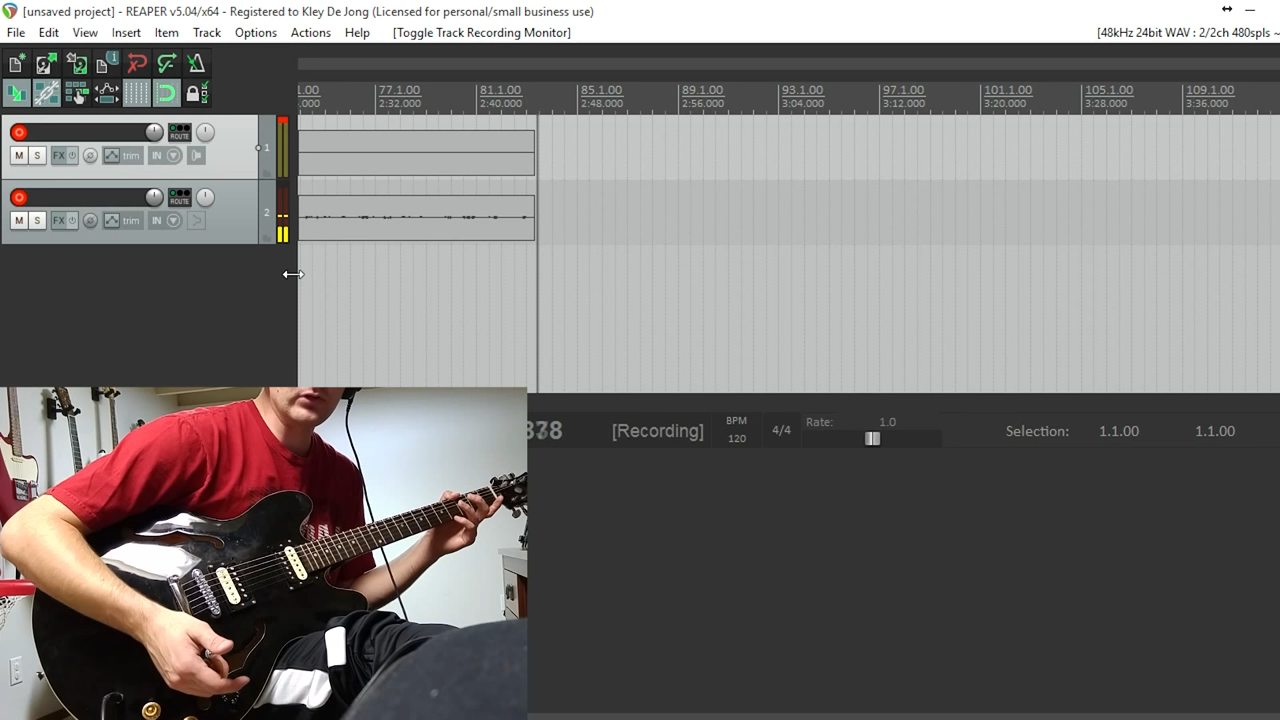 [unsaved project] - REAPER v5.04/x64 - Registered to Kley De Jong (Licensed for personal/small business use)
File Edit View Insert Item Track Options Actions Help [Toggle Track Recording Monitor] [48kHz 24bit WAV : 2/2ch 480spls ~
1.00 77.1.00 81.1.00 85.1.00 89.1.00 93.1.00 97.1.00 101.1.00 105.1.00 109.1.00
.000 2:32.000 2:40.000 2:48.000 2:56.000 3:04.000 3:12.000 3:20.000 3:28.000 3:36.000
ROUTE
1
M S FX trim IN
ROUTE
2
M S FX trim IN
[Recording] BPM 120 4/4 Rate: 1.0 Selection: 1.1.00 1.1.00